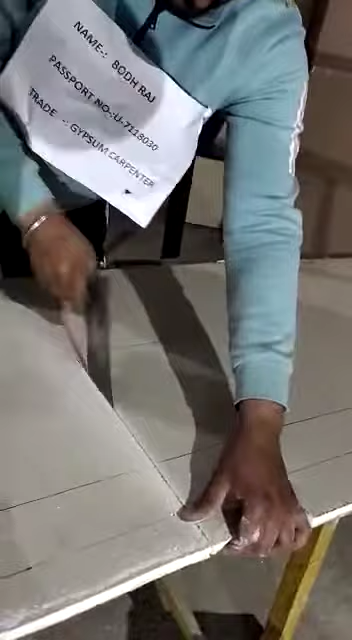 NAME-: BODH RAJ
PASSPORT NO.-U-7118030
TRADE -: GYPSUM CARPENTER